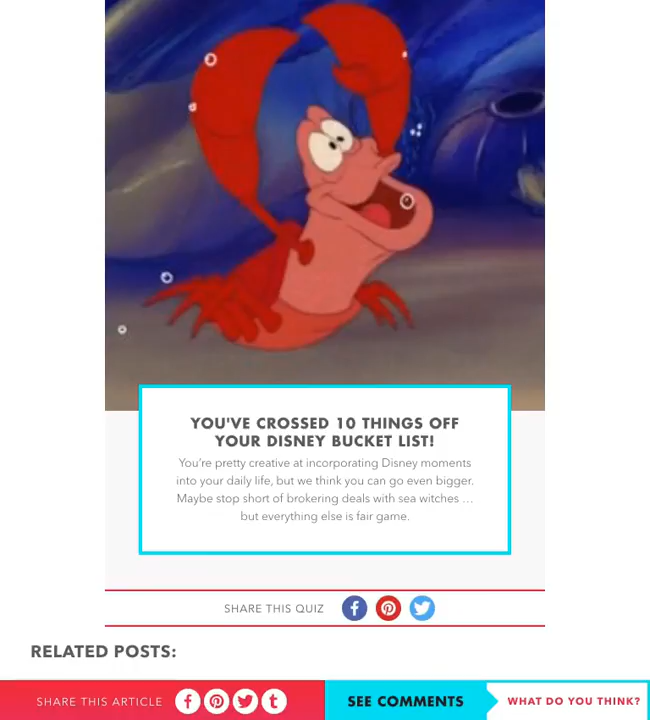 YOU'VE CROSSED 10 THINGS OFF
YOUR DISNEY BUCKET LIST!
You're pretty creative at incorporating Disney moments
into your daily life, but we think you can go even bigger.
Maybe stop short of brokering deals with sea witches …
but everything else is fair game.
SHARE THIS QUIZ
RELATED POSTS:
SHARE THIS ARTICLE
SEE COMMENTS
WHAT DO YOU THINK?